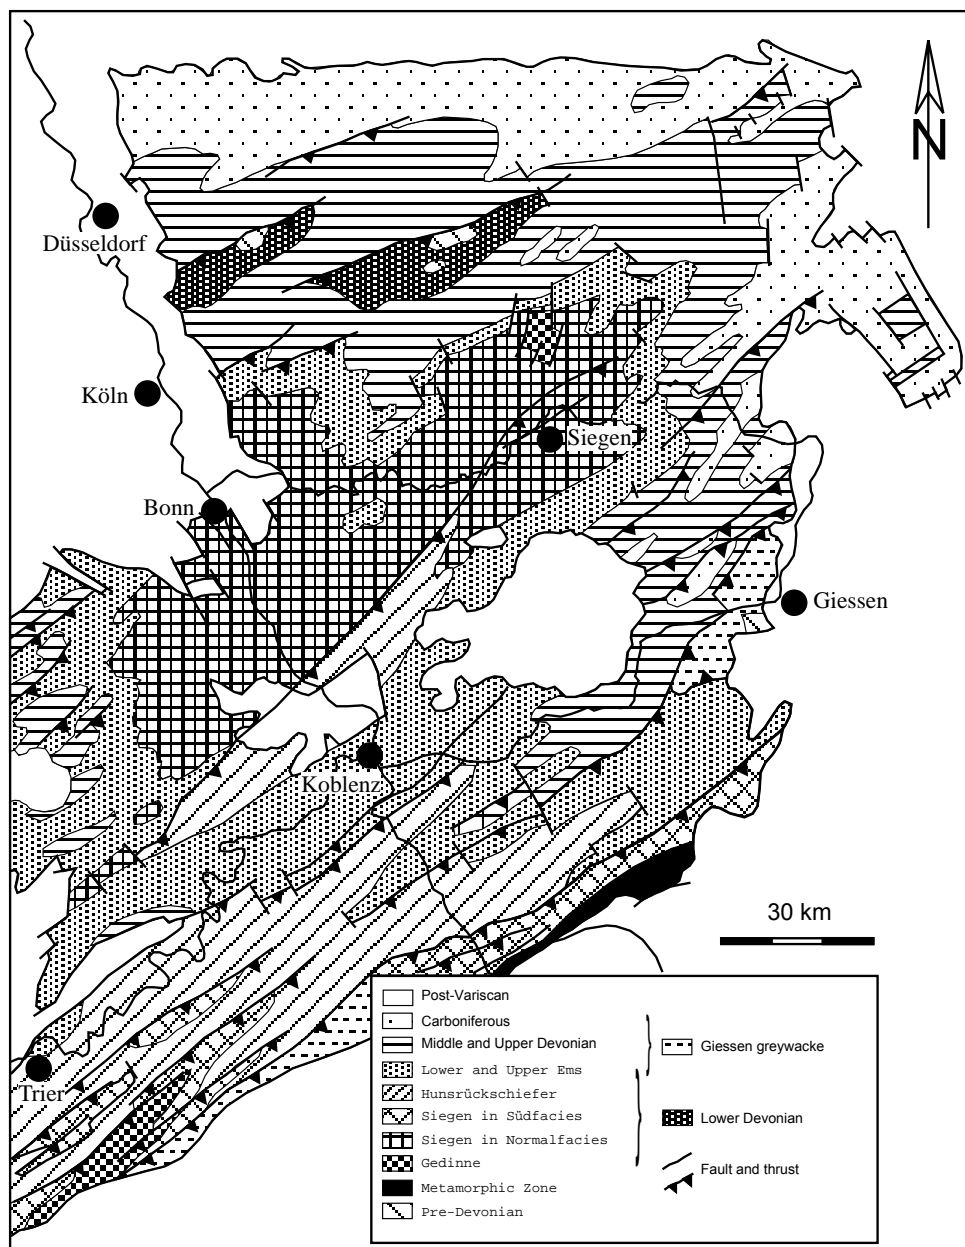 N
Düsseldorf
Köln
Siegen
Bonn
Giessen
Koblenz
30 km
Trier
Post-Variscan
Carboniferous
Middle and Upper Devonian
Lower and Upper Ems
Hunsrückschiefer
Siegen in Südfacies
Siegen in Normalfacies
Gedinne
Metamorphic Zone
Pre-Devonian
Giessen greywacke
Lower Devonian
Fault and thrust